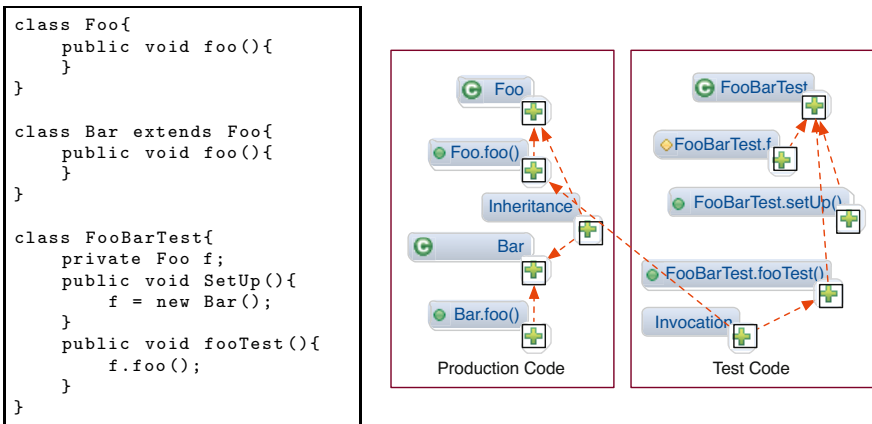 class Foo{
    public void foo(){
    }
}
class Bar extends Foo{
    public void foo(){
    }
}
class FooBarTest{
    private Foo f;
    public void SetUp(){
        f = new Bar();
    }
    public void fooTest(){
        f.foo();
    }
}
C Foo
Foo.foo()
Inheritance
C Bar
Bar.foo()
Production Code
C FooBarTest
FooBarTest.f
FooBarTest.setUp()
FooBarTest.fooTest()
Invocation
Test Code